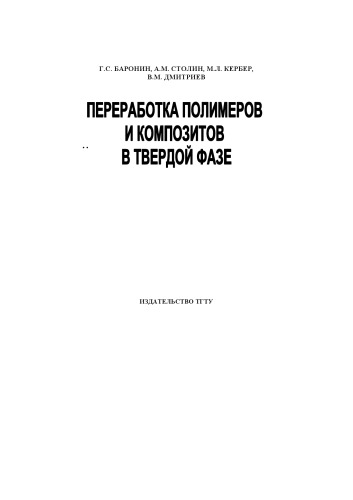 Г.С. БАРОНИН, А.М. СТОЛИН, М.Л. КЕРБЕР,
В.М. ДМИТРИЕВ
ПЕРЕРАБОТКА ПОЛИМЕРОВ
И КОМПОЗИТОВ
В ТВЕРДОЙ ФАЗЕ
ИЗДАТЕЛЬСТВО ТГТУ